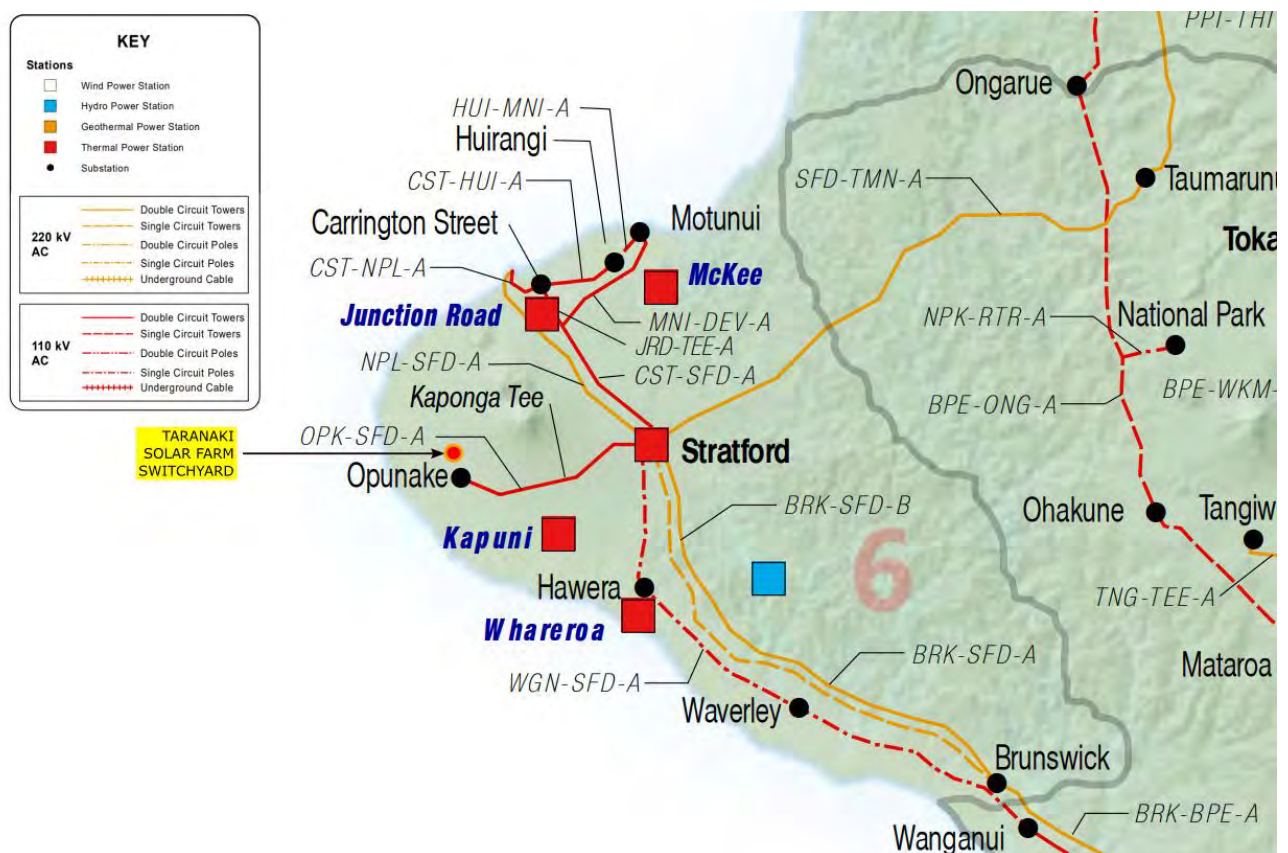 KEY
Stations
Wind Power Station
Hydro Power Station
Geothermal Power Station
Thermal Power Station
Substation
220 kV
AC
Double Circuit Towers
Single Circuit Towers
Double Circuit Poles
Single Circuit Poles
Underground Cable
110 kV
AC
Double Circuit Towers
Single Circuit Towers
Double Circuit Poles
Single Circuit Poles
Underground Cable
TARANAKI
SOLAR FARM
SWITCHYARD
PPI-THI
Ongarue
HUI-MNI-A
Huirangi
CST-HUI-A
SFD-TMN-A
Taumarunu
Carrington Street
Motunui
Toka
CST-NPL-A
McKee
Junction Road
MNI-DEV-A
NPK-RTR-A
National Park
JRD-TEE-A
NPL-SFD-A
CST-SFD-A
Kaponga Tee
BPE-ONG-A
BPE-WKM-
OPK-SFD-A
Stratford
Opunake
BRK-SFD-B
Ohakune
Tangiw
Kapuni
6
Hawera
TNG-TEE-A
Whareroa
BRK-SFD-A
Mataroa
WGN-SFD-A
Waverley
Brunswick
BRK-BPE-A
Wanganui